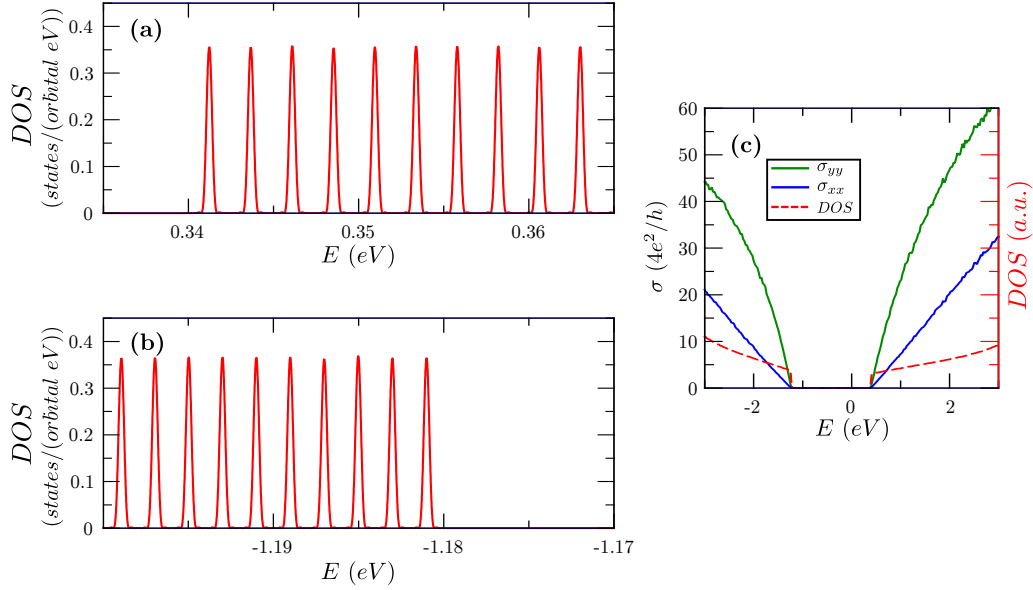 (a)
DOS
(states/(orbital eV))
0.4
0.3
0.2
0.1
0
0.34
0.35
0.36
E (eV)
(b)
DOS
(states/(orbital eV))
0.4
0.3
0.2
0.1
0
-1.19
-1.18
-1.17
E (eV)
(c)
σyy
σxx
DOS
σ (4e²/h)
60
50
40
30
20
10
0
-2
0
2
E (eV)
DOS (a.u.)